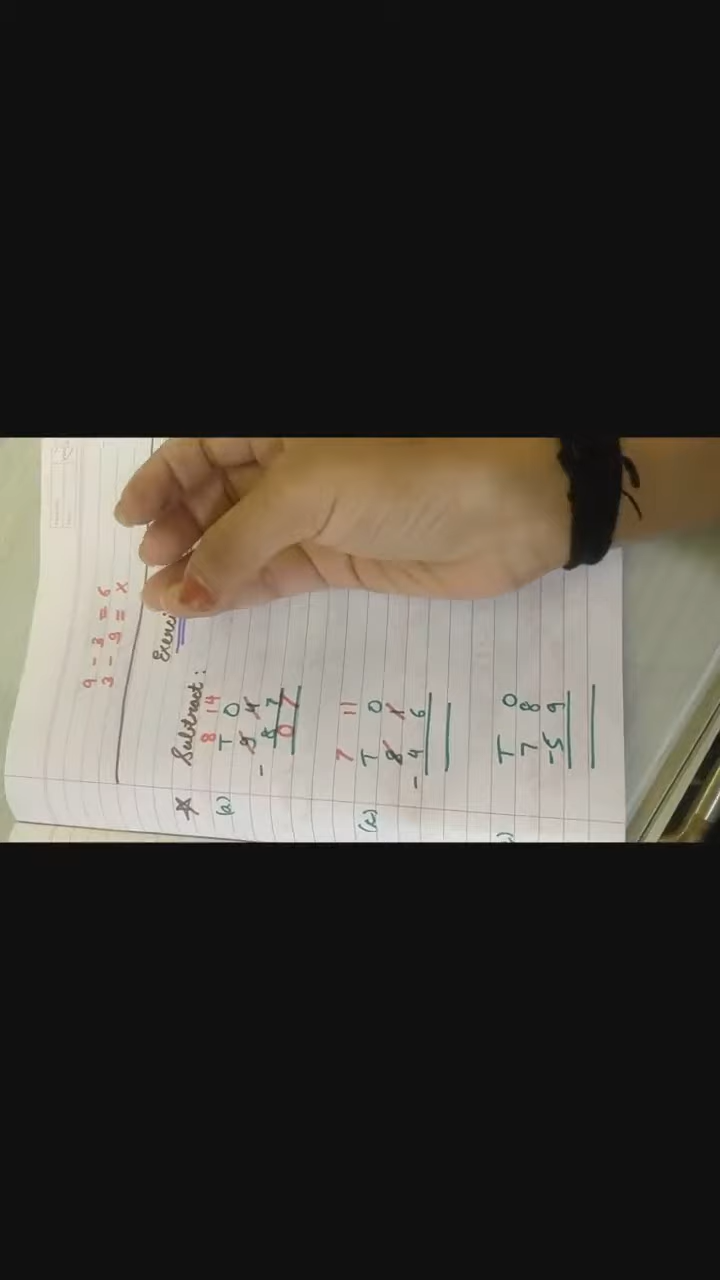 9 - 3 = 6
3 - 9 = x
Exerci
* Subtract :
8 14
(a) T O
9 4
- 8 7
0 7
7 11
(c) T O
8 1
- 4 6
) T O
7 8
- 5 9